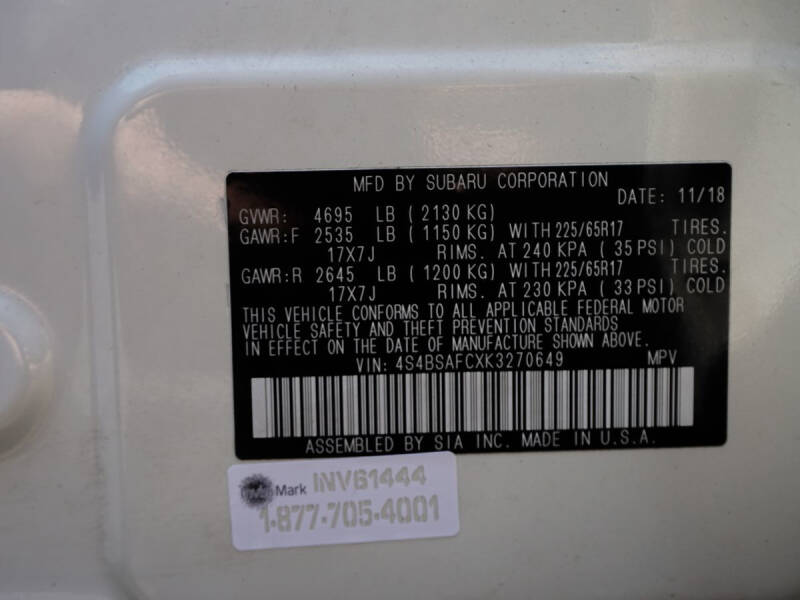 MFD BY SUBARU CORPORATION
DATE: 11/18
GVWR: 4695 LB ( 2130 KG)
GAWR:F 2535 LB ( 1150 KG) WITH 225/65R17 TIRES.
17X7J RIMS. AT 240 KPA ( 35 PSI) COLD
GAWR:R 2645 LB ( 1200 KG) WITH 225/65R17 TIRES.
17X7J RIMS. AT 230 KPA ( 33 PSI) COLD
THIS VEHICLE CONFORMS TO ALL APPLICABLE FEDERAL MOTOR
VEHICLE SAFETY AND THEFT PREVENTION STANDARDS
IN EFFECT ON THE DATE OF MANUFACTURE SHOWN ABOVE.
VIN: 4S4BSAFCXK3270649 MPV
ASSEMBLED BY SIA INC. MADE IN U.S.A.
Mark INV61444
1-877-705-4001